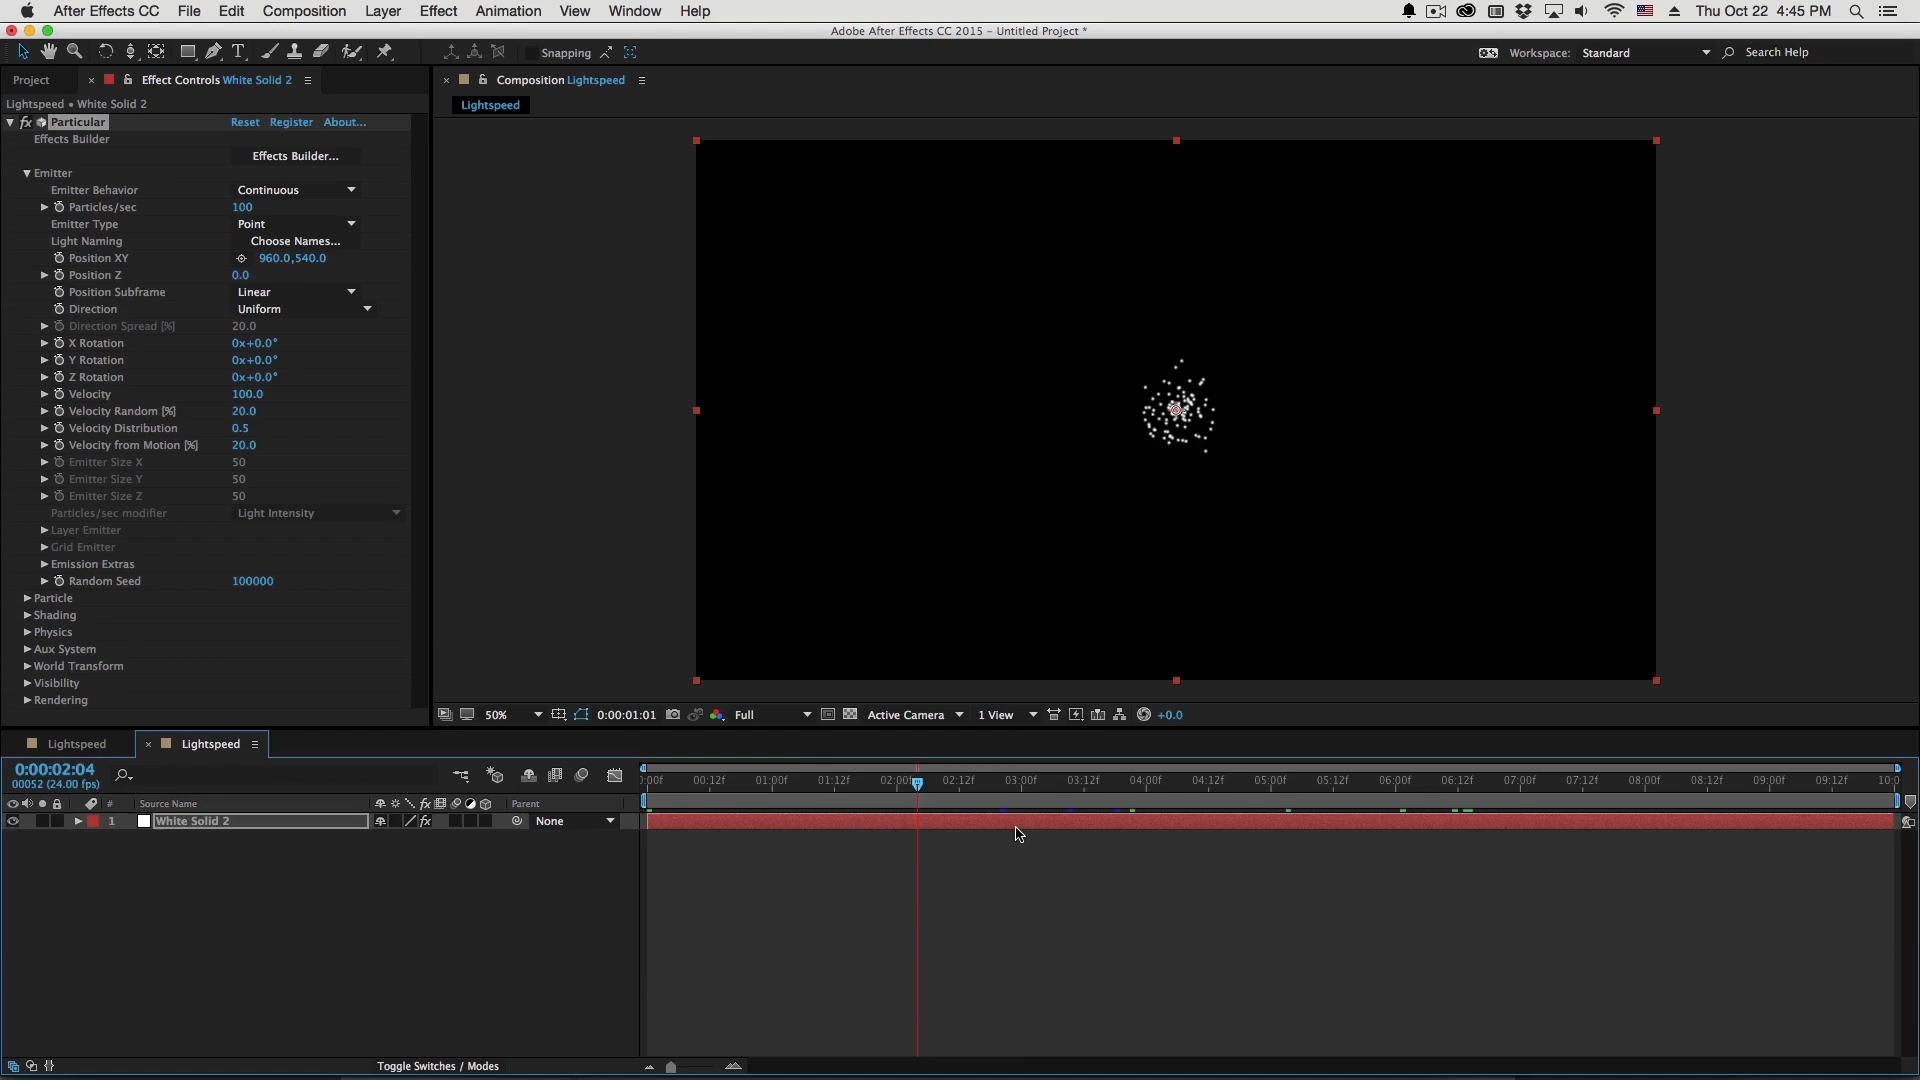 After Effects CC File Edit Composition Layer Effect Animation View Window Help Thu Oct 22 4:45 PM
Adobe After Effects CC 2015 – Untitled Project *
Snapping Workspace: Standard Search Help
Project × Effect Controls White Solid 2 × Composition Lightspeed
Lightspeed • White Solid 2 Lightspeed
fx Particular Reset Register About...
Effects Builder
Effects Builder...
Emitter
Emitter Behavior Continuous
Particles/sec 100
Emitter Type Point
Light Naming Choose Names...
Position XY 960.0,540.0
Position Z 0.0
Position Subframe Linear
Direction Uniform
Direction Spread [%] 20.0
X Rotation 0x+0.0°
Y Rotation 0x+0.0°
Z Rotation 0x+0.0°
Velocity 100.0
Velocity Random [%] 20.0
Velocity Distribution 0.5
Velocity from Motion [%] 20.0
Emitter Size X 50
Emitter Size Y 50
Emitter Size Z 50
Particles/sec modifier Light Intensity
Layer Emitter
Grid Emitter
Emission Extras
Random Seed 100000
Particle
Shading
Physics
Aux System
World Transform
Visibility
Rendering
50% 0:00:01:01 Full Active Camera 1 View +0.0
Lightspeed × Lightspeed
0:00:02:04
00052 (24.00 fps)
:00f 00:12f 01:00f 01:12f 02:00f 02:12f 03:00f 03:12f 04:00f 04:12f 05:00f 05:12f 06:00f 06:12f 07:00f 07:12f 08:00f 08:12f 09:00f 09:12f 10:0
# Source Name fx Parent
1 White Solid 2 fx None
Toggle Switches / Modes